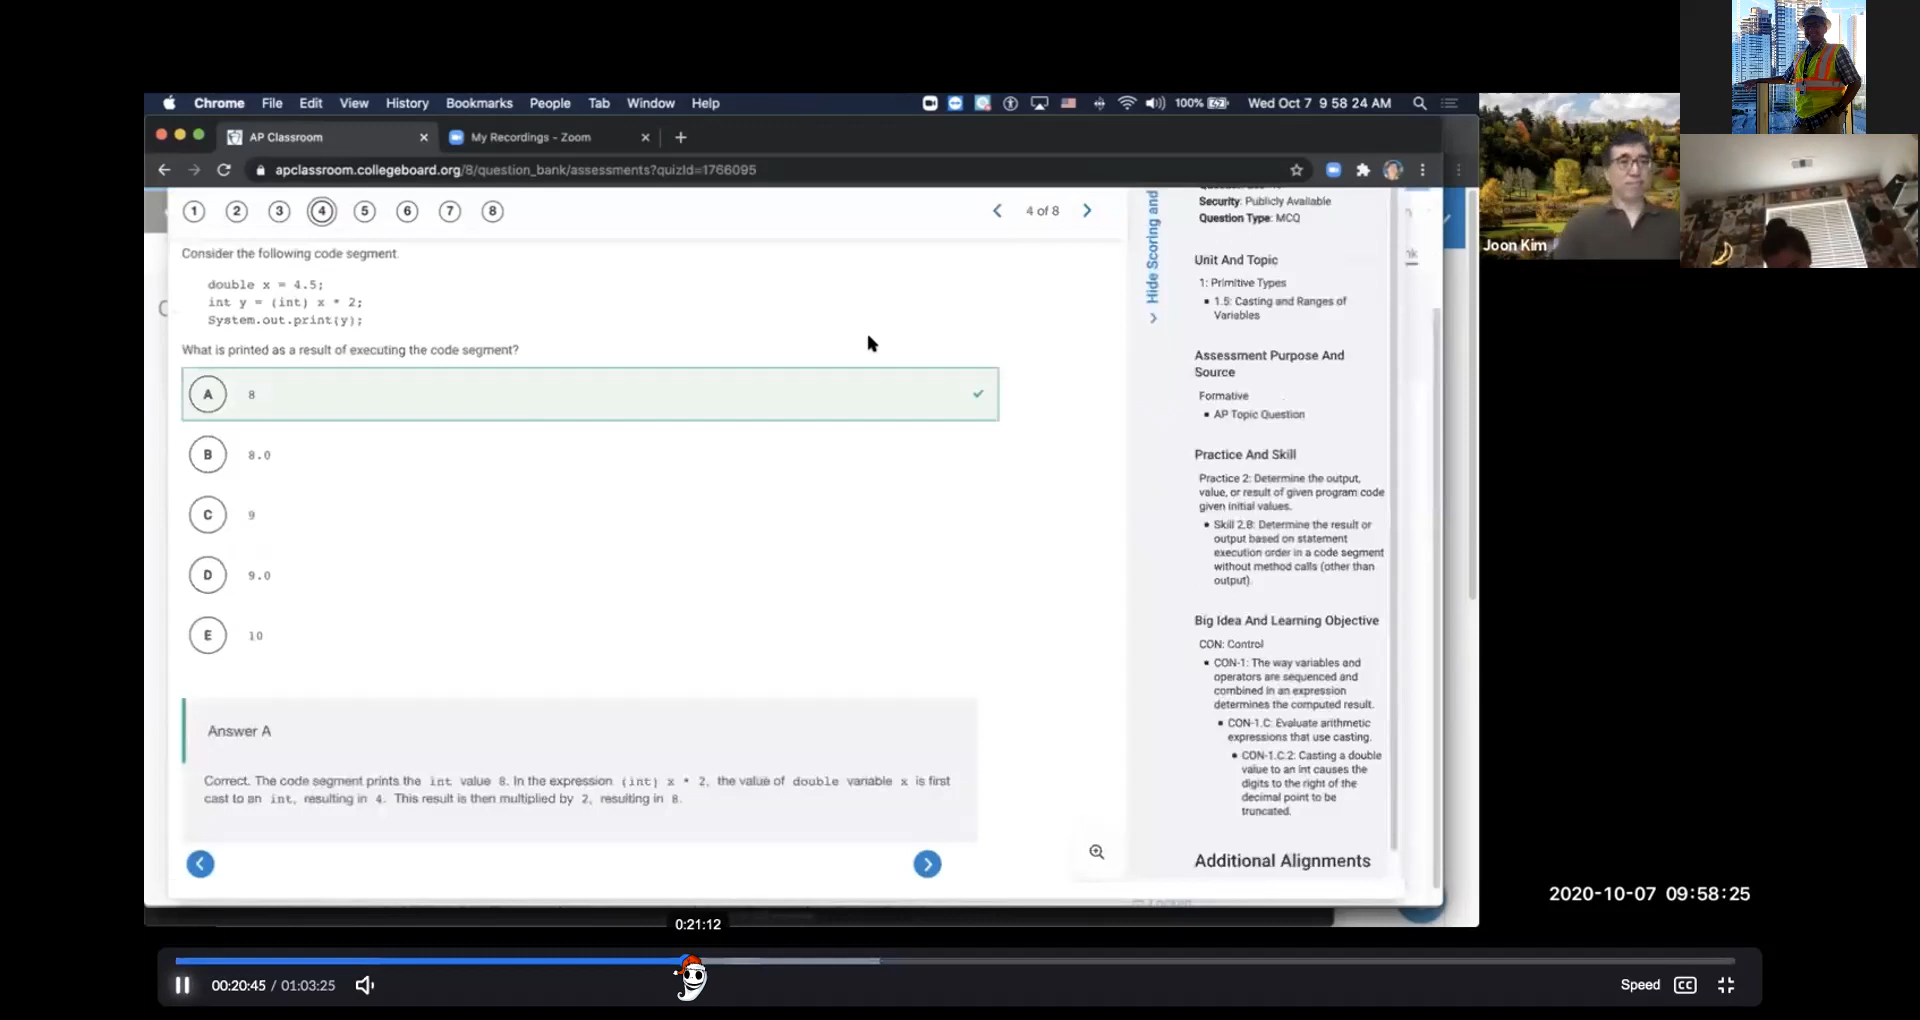 Chrome File Edit View History Bookmarks People Tab Window Help
100% Wed Oct 7 9 58 24 AM
AP Classroom
My Recordings - Zoom
apclassroom.collegeboard.org/8/question_bank/assessments?quizId=1766095
1 2 3 4 5 6 7 8
4 of 8
Consider the following code segment.
double x = 4.5;
int y = (int) x * 2;
System.out.print(y);
What is printed as a result of executing the code segment?
A 8
B 8.0
C 9
D 9.0
E 10
Answer A
Correct. The code segment prints the int value 8. In the expression (int) x * 2, the value of double variable x is first
cast to an int, resulting in 4. This result is then multiplied by 2, resulting in 8.
Hide Scoring and
Security: Publicly Available
Question Type: MCQ
Unit And Topic
1: Primitive Types
• 1.5: Casting and Ranges of
Variables
Assessment Purpose And
Source
Formative
• AP Topic Question
Practice And Skill
Practice 2: Determine the output,
value, or result of given program code
given initial values.
• Skill 2.B: Determine the result or
output based on statement
execution order in a code segment
without method calls (other than
output).
Big Idea And Learning Objective
CON: Control
• CON-1: The way variables and
operators are sequenced and
combined in an expression
determines the computed result.
• CON-1.C: Evaluate arithmetic
expressions that use casting.
• CON-1.C.2: Casting a double
value to an int causes the
digits to the right of the
decimal point to be
truncated.
Additional Alignments
Joon Kim
2020-10-07 09:58:25
0:21:12
00:20:45 / 01:03:25
Speed CC